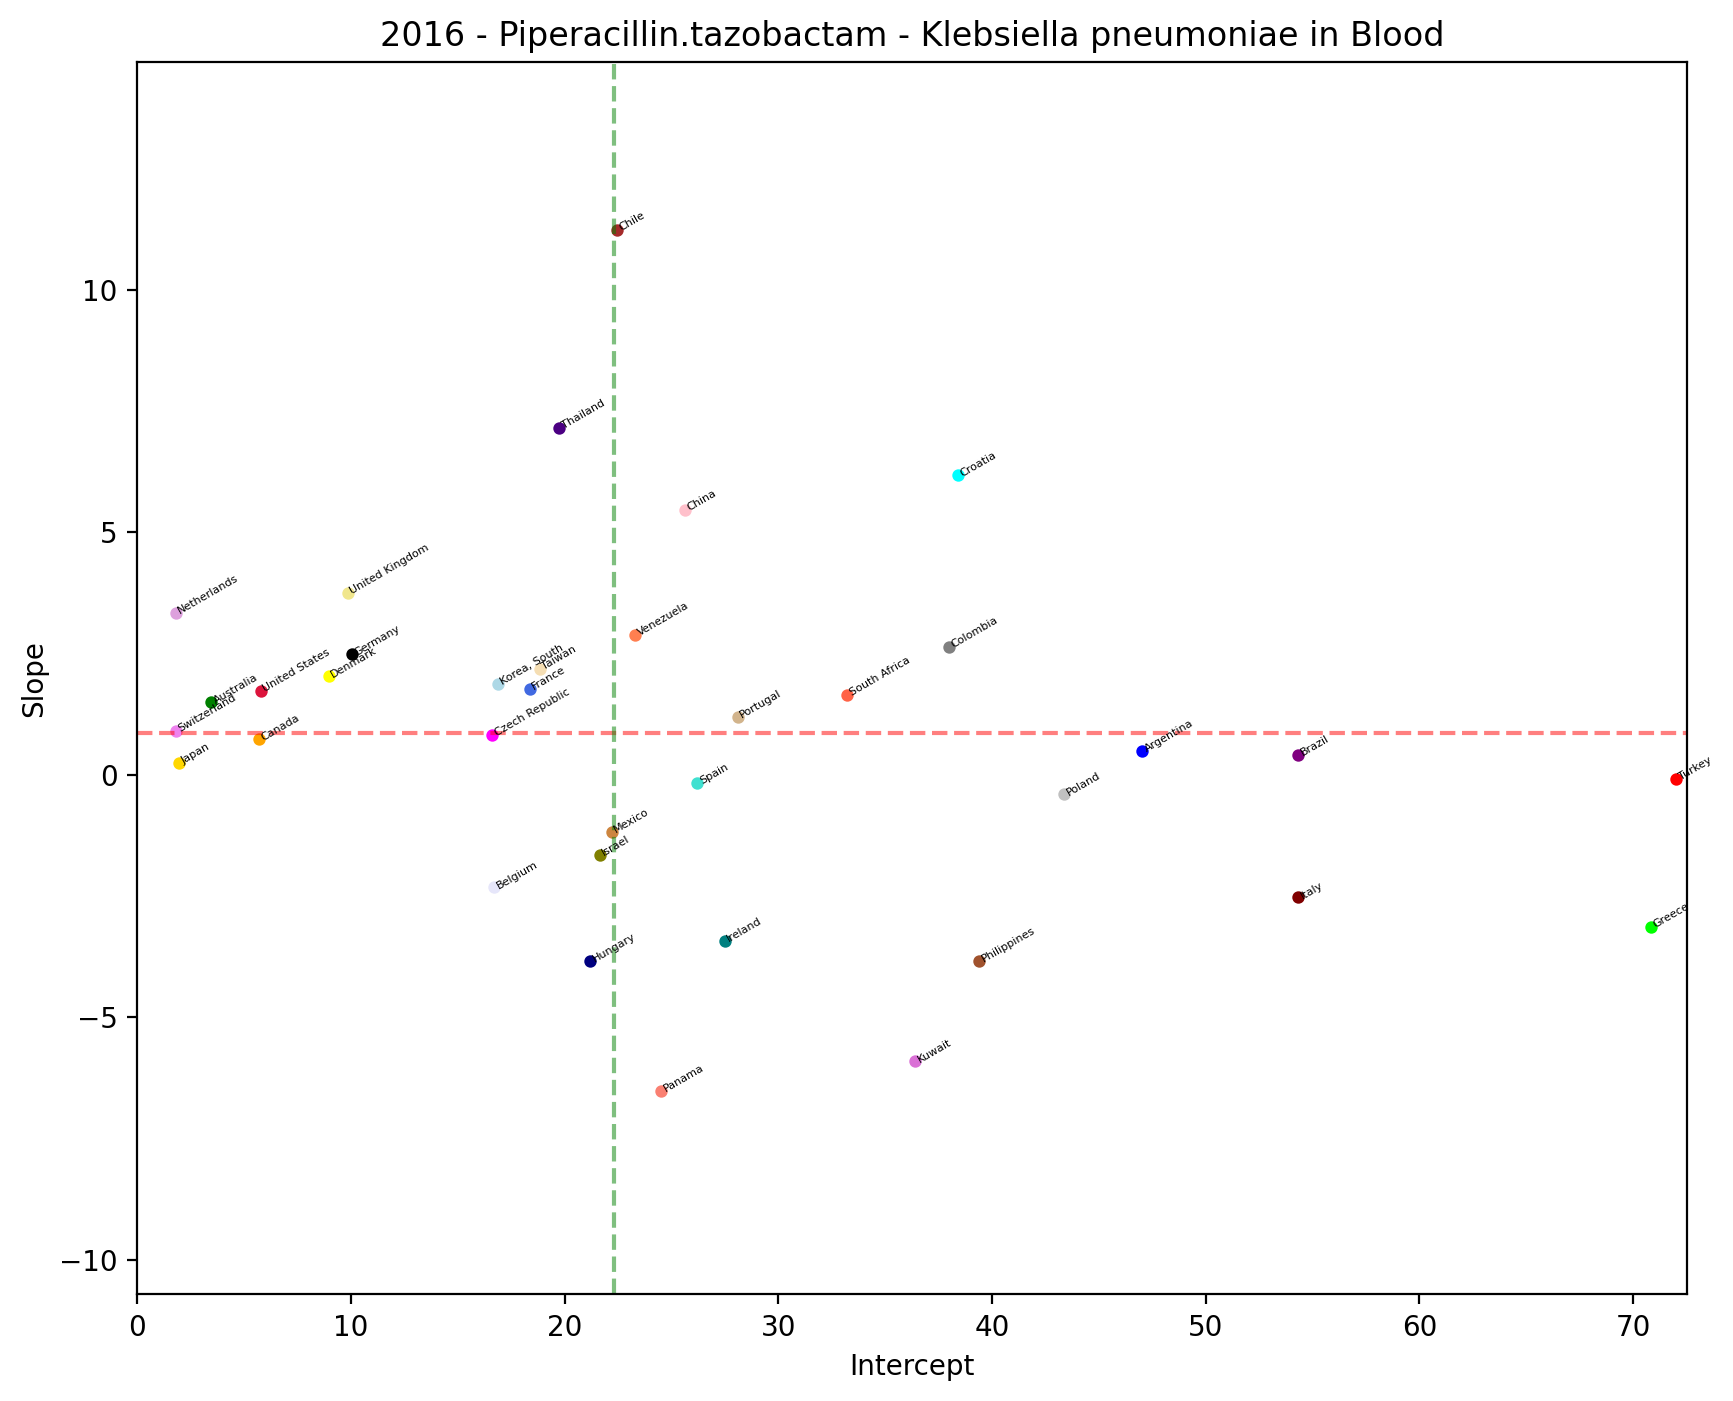 2016 - Piperacillin.tazobactam - Klebsiella pneumoniae in Blood
Slope
10
5
0
−5
−10
Chile
Thailand
Croatia
China
United Kingdom
Netherlands
Venezuela
Colombia
Germany
Taiwan
Denmark
Korea, South
France
United States
South Africa
Australia
Portugal
Switzerland
Czech Republic
Canada
Argentina
Brazil
Japan
Turkey
Spain
Poland
Mexico
Israel
Belgium
Italy
Greece
Ireland
Hungary
Philippines
Kuwait
Panama
0
10
20
30
40
50
60
70
Intercept